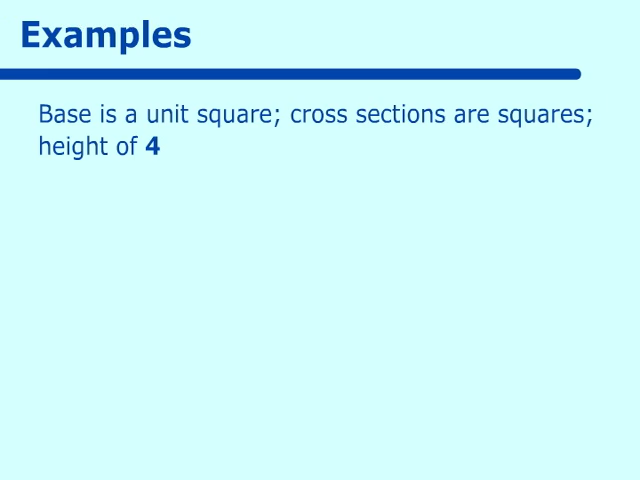 Examples
Base is a unit square; cross sections are squares;
height of 4